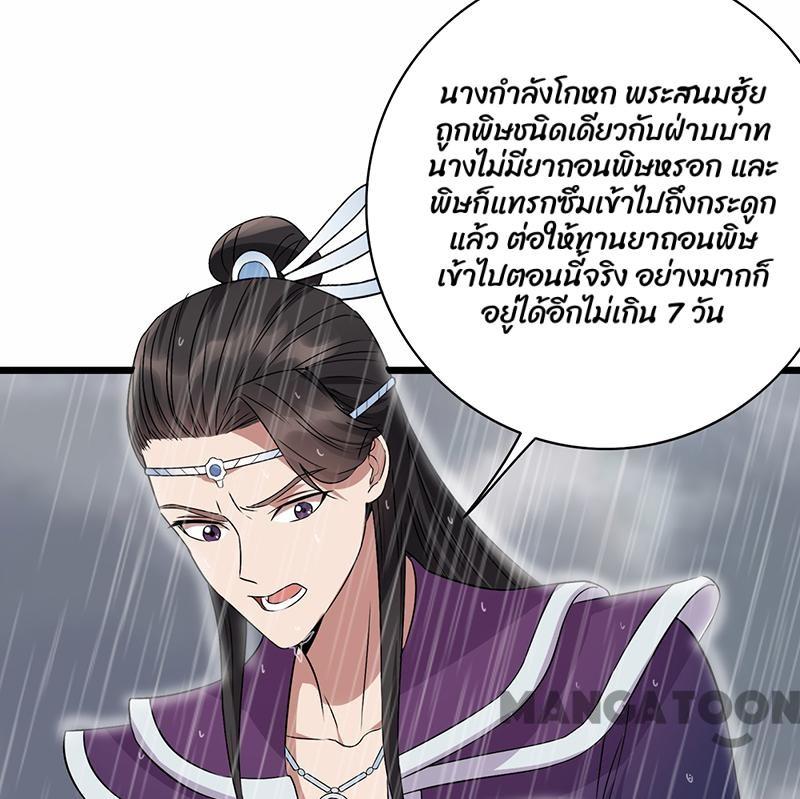 นางกำลังโกหก พระสนมฮุ้ย
ถูกพิษชนิดเดียวกับฝ่าบบาท
นางไม่มียาถอนพิษหรอก และ
พิษก็แทรกซึมเข้าไปถึงกระดูก
แล้ว ต่อให้ทานยาถอนพิษ
เข้าไปตอนนี้จริง อย่างมากก็
อยู่ได้อีกไม่เกิน 7 วัน
MANGATOON